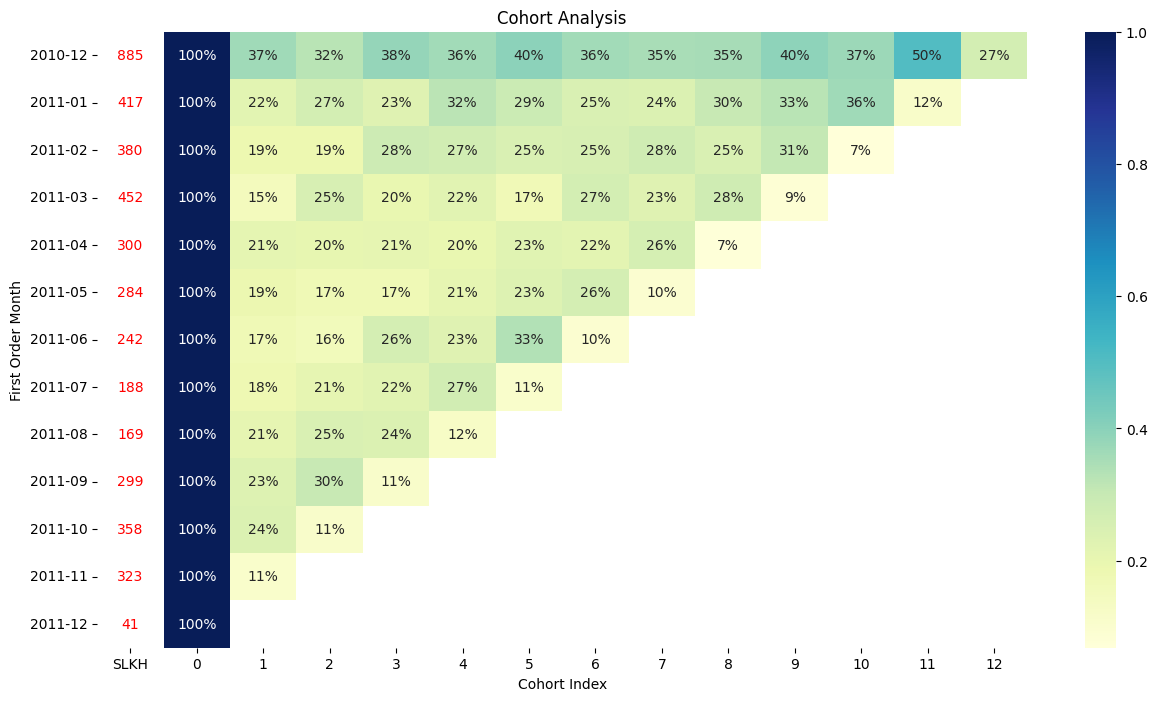 Cohort Analysis
First Order Month
2010-12 885 100% 37% 32% 38% 36% 40% 36% 35% 35% 40% 37% 50% 27%
2011-01 417 100% 22% 27% 23% 32% 29% 25% 24% 30% 33% 36% 12%
2011-02 380 100% 19% 19% 28% 27% 25% 25% 28% 25% 31% 7%
2011-03 452 100% 15% 25% 20% 22% 17% 27% 23% 28% 9%
2011-04 300 100% 21% 20% 21% 20% 23% 22% 26% 7%
2011-05 284 100% 19% 17% 17% 21% 23% 26% 10%
2011-06 242 100% 17% 16% 26% 23% 33% 10%
2011-07 188 100% 18% 21% 22% 27% 11%
2011-08 169 100% 21% 25% 24% 12%
2011-09 299 100% 23% 30% 11%
2011-10 358 100% 24% 11%
2011-11 323 100% 11%
2011-12 41 100%
SLKH 0 1 2 3 4 5 6 7 8 9 10 11 12
Cohort Index
1.0
0.8
0.6
0.4
0.2